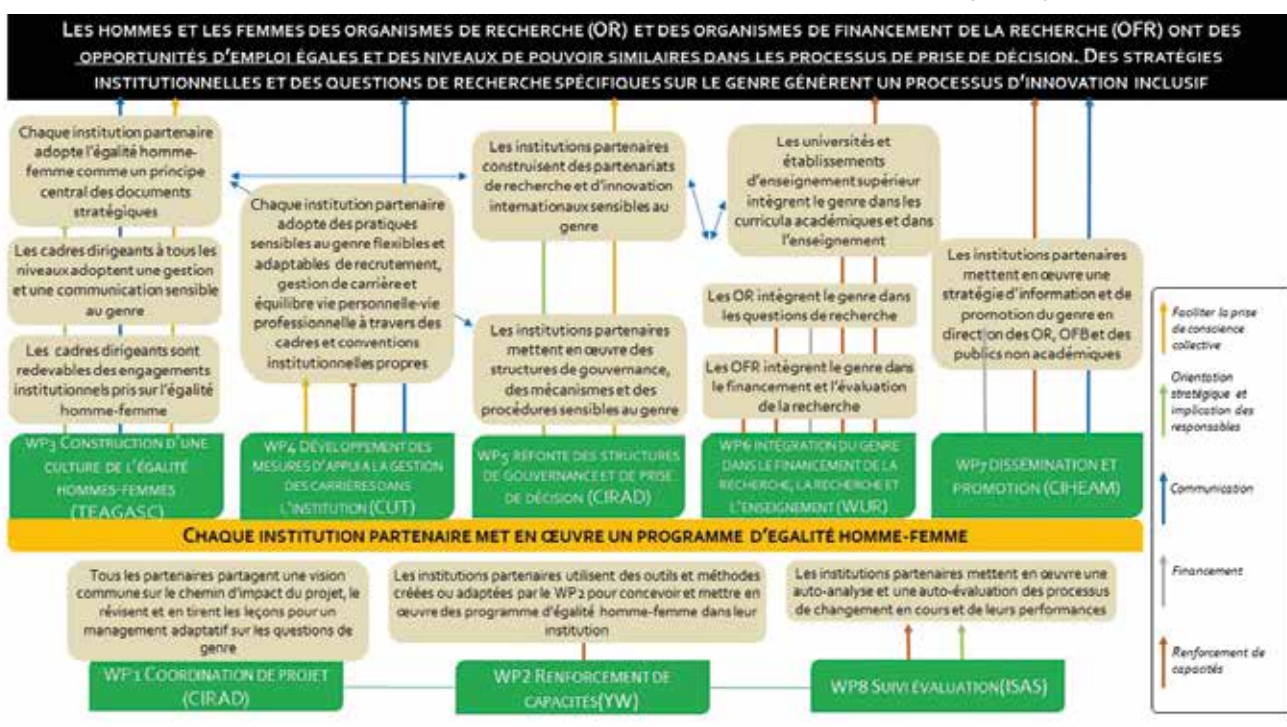 LES HOMMES ET LES FEMMES DES ORGANISMES DE RECHERCHE (OR) ET DES ORGANISMES DE FINANCEMENT DE LA RECHERCHE (OFR) ONT DES
OPPORTUNITÉS D'EMPLOI ÉGALES ET DES NIVEAUX DE POUVOIR SIMILAIRES DANS LES PROCESSUS DE PRISE DE DÉCISION. DES STRATÉGIES
INSTITUTIONNELLES ET DES QUESTIONS DE RECHERCHE SPÉCIFIQUES SUR LE GENRE GÉNÈRENT UN PROCESSUS D'INNOVATION INCLUSIF
Chaque institution partenaire
adopte l'égalité homme-
femme comme un principe
central des documents
stratégiques
Les cadres dirigeants à tous les
niveaux adoptent une gestion
et une communication sensible
au genre
Les cadres dirigeants sont
redevables des engagements
institutionnels pris sur l'égalité
homme-femme
Chaque institution partenaire
adopte des pratiques
sensibles au genre flexibles et
adaptables de recrutement,
gestion de carrière et
équilibre vie personnelle-vie
professionnelle à travers des
cadres et conventions
institutionnelles propres
Les institutions partenaires
construisent des partenariats
de recherche et d'innovation
internationaux sensibles au
genre
Les institutions partenaires
mettent en œuvre des
structures de gouvernance,
des mécanismes et des
procédures sensibles au genre
Les universités et
établissements
d'enseignement supérieur
intègrent le genre dans les
curricula académiques et dans
l'enseignement
Les OR intègrent le genre dans
les questions de recherche
Les OFR intègrent le genre dans
le financement et l'évaluation
de la recherche
Les institutions partenaires
mettent en œuvre une
stratégie d'information et de
promotion du genre en
direction des OR, OFB et des
publics non académiques
WP3 CONSTRUCTION D'UNE
CULTURE DE L'ÉGALITÉ
HOMMES-FEMMES
(TEAGASC)
WP4 DÉVELOPPEMENT DES
MESURES D'APPUI A LA GESTION
DES CARRIÈRES DANS
L'INSTITUTION (CUT)
WP5 RÉFONTE DES STRUCTURES
DE GOUVERNANCE ET DE PRISE
DE DÉCISION (CIRAD)
WP6 INTÉGRATION DU GENRE
DANS LE FINANCEMENT DE LA
RECHERCHE, LA RECHERCHE ET
L'ENSEIGNEMENT (WUR)
WP7 DISSÉMINATION ET
PROMOTION (CIHEAM)
CHAQUE INSTITUTION PARTENAIRE MET EN ŒUVRE UN PROGRAMME D'EGALITÉ HOMME-FEMME
Tous les partenaires partagent une vision
commune sur le chemin d'impact du projet, le
révisent et en tirent les leçons pour un
management adaptatif sur les questions de
genre
Les institutions partenaires utilisent des outils et méthodes
créées ou adaptées par le WP2 pour concevoir et mettre en
œuvre des programme d'égalité homme-femme dans leur
institution
Les institutions partenaires mettent en œuvre une
auto-analyse et une auto-évaluation des processus
de changement en cours et de leurs performances
WP1 COORDINATION DE PROJET
(CIRAD)
WP2 RENFORCEMENT DE
CAPACITÉS(YW)
WP8 SUIVI ÉVALUATION(ISAS)
Faciliter la prise
de conscience
collective
Orientation
stratégique et
implication des
responsables
Communication
Financement
Renforcement de
capacités